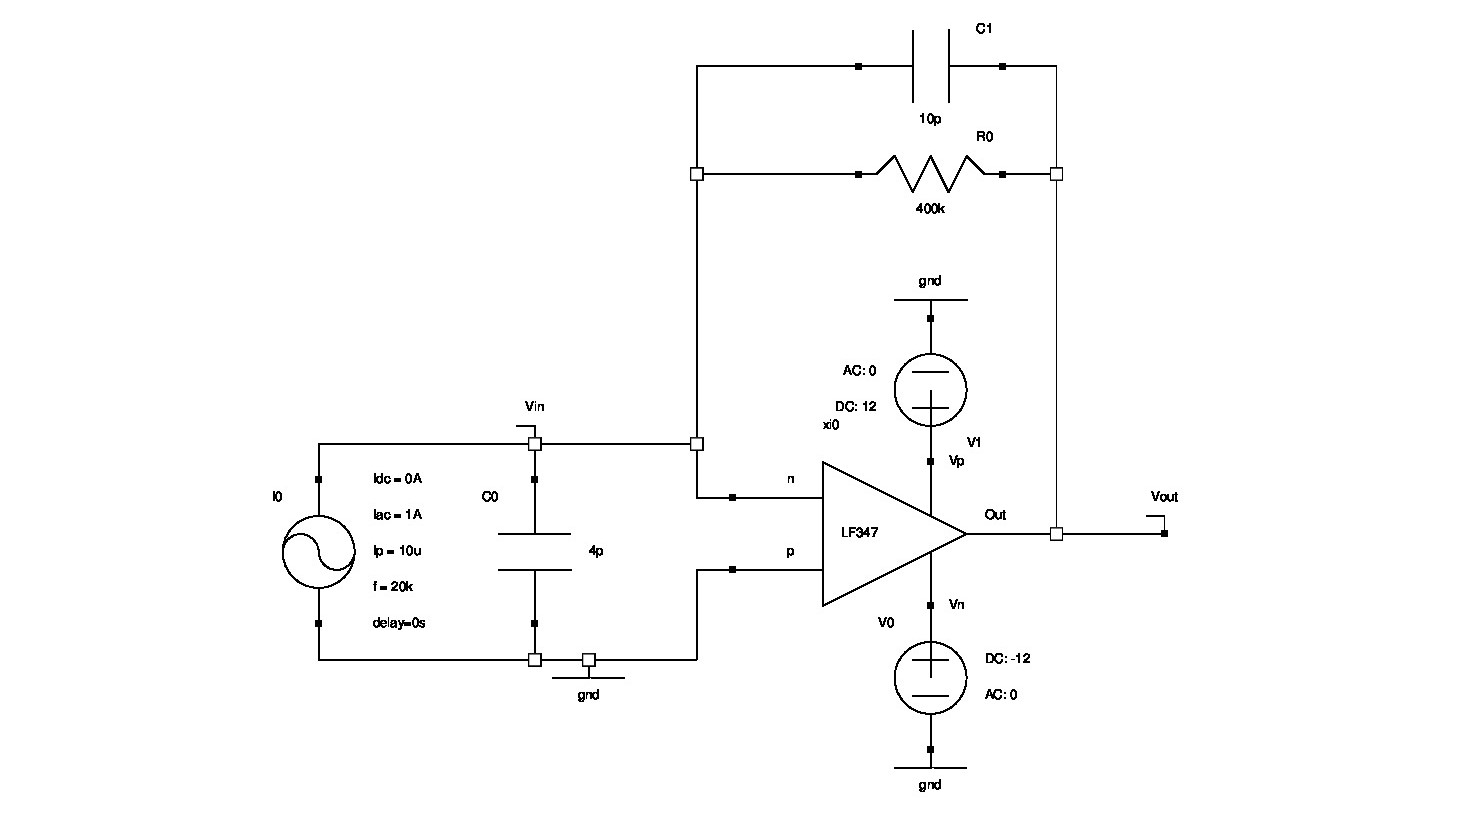 C1
10p
R0
400k
gnd
AC: 0
DC: 12
xi0
V1
Vp
Vin
I0
Idc = 0A
Iac = 1A
Ip = 10u
f = 20k
delay=0s
C0
4p
n
p
LF347
Out
Vout
Vn
V0
DC: -12
AC: 0
gnd
gnd